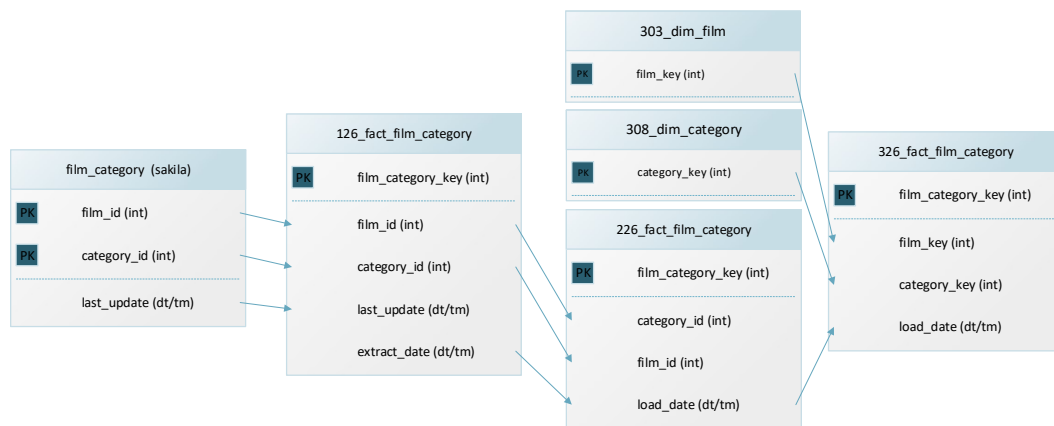 film_category (sakila)
PK film_id (int)
PK category_id (int)
last_update (dt/tm)
126_fact_film_category
PK film_category_key (int)
film_id (int)
category_id (int)
last_update (dt/tm)
extract_date (dt/tm)
303_dim_film
PK film_key (int)
308_dim_category
PK category_key (int)
226_fact_film_category
PK film_category_key (int)
category_id (int)
film_id (int)
load_date (dt/tm)
326_fact_film_category
PK film_category_key (int)
film_key (int)
category_key (int)
load_date (dt/tm)